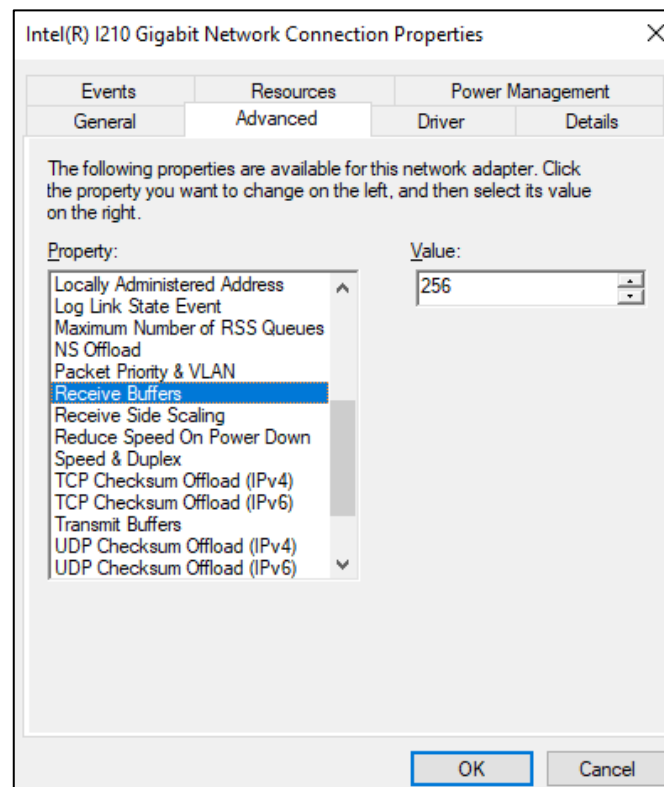 Intel(R) I210 Gigabit Network Connection Properties
Events Resources Power Management
General Advanced Driver Details
The following properties are available for this network adapter. Click
the property you want to change on the left, and then select its value
on the right.
Property: Value:
Locally Administered Address 256
Log Link State Event
Maximum Number of RSS Queues
NS Offload
Packet Priority & VLAN
Receive Buffers
Receive Side Scaling
Reduce Speed On Power Down
Speed & Duplex
TCP Checksum Offload (IPv4)
TCP Checksum Offload (IPv6)
Transmit Buffers
UDP Checksum Offload (IPv4)
UDP Checksum Offload (IPv6)
OK Cancel